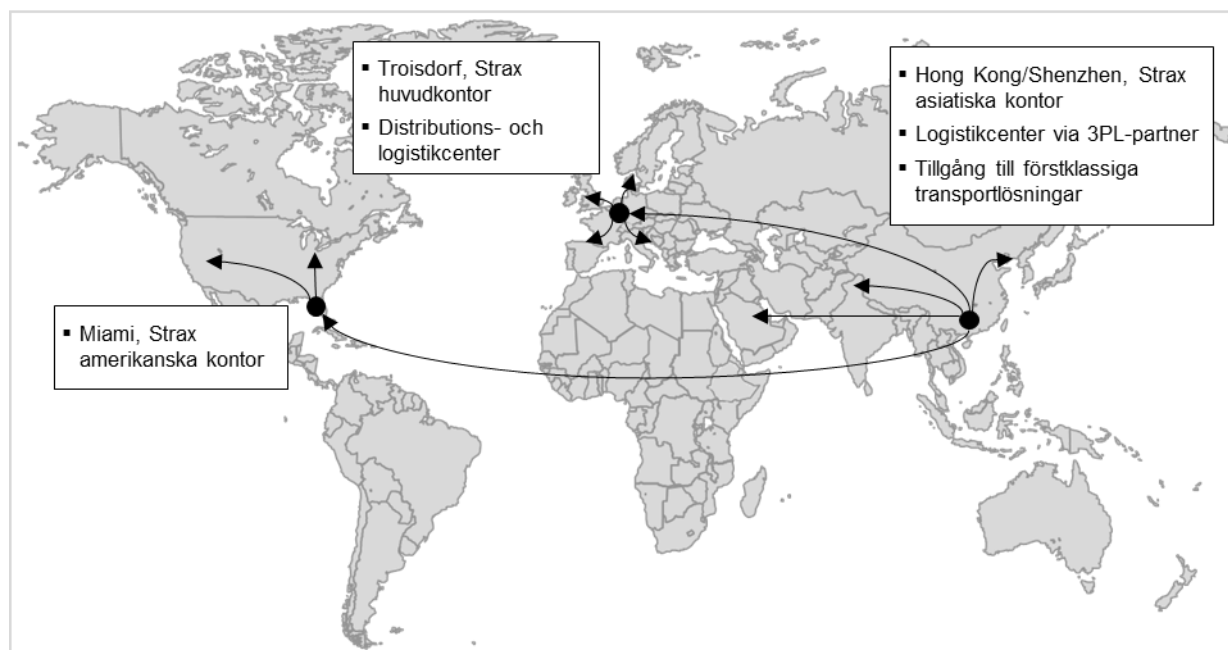 ▪ Troisdorf, Strax
huvudkontor
▪ Distributions- och
logistikcenter
▪ Hong Kong/Shenzhen, Strax
asiatiska kontor
▪ Logistikcenter via 3PL-partner
▪ Tillgång till förstklassiga
transportlösningar
▪ Miami, Strax
amerikanska kontor